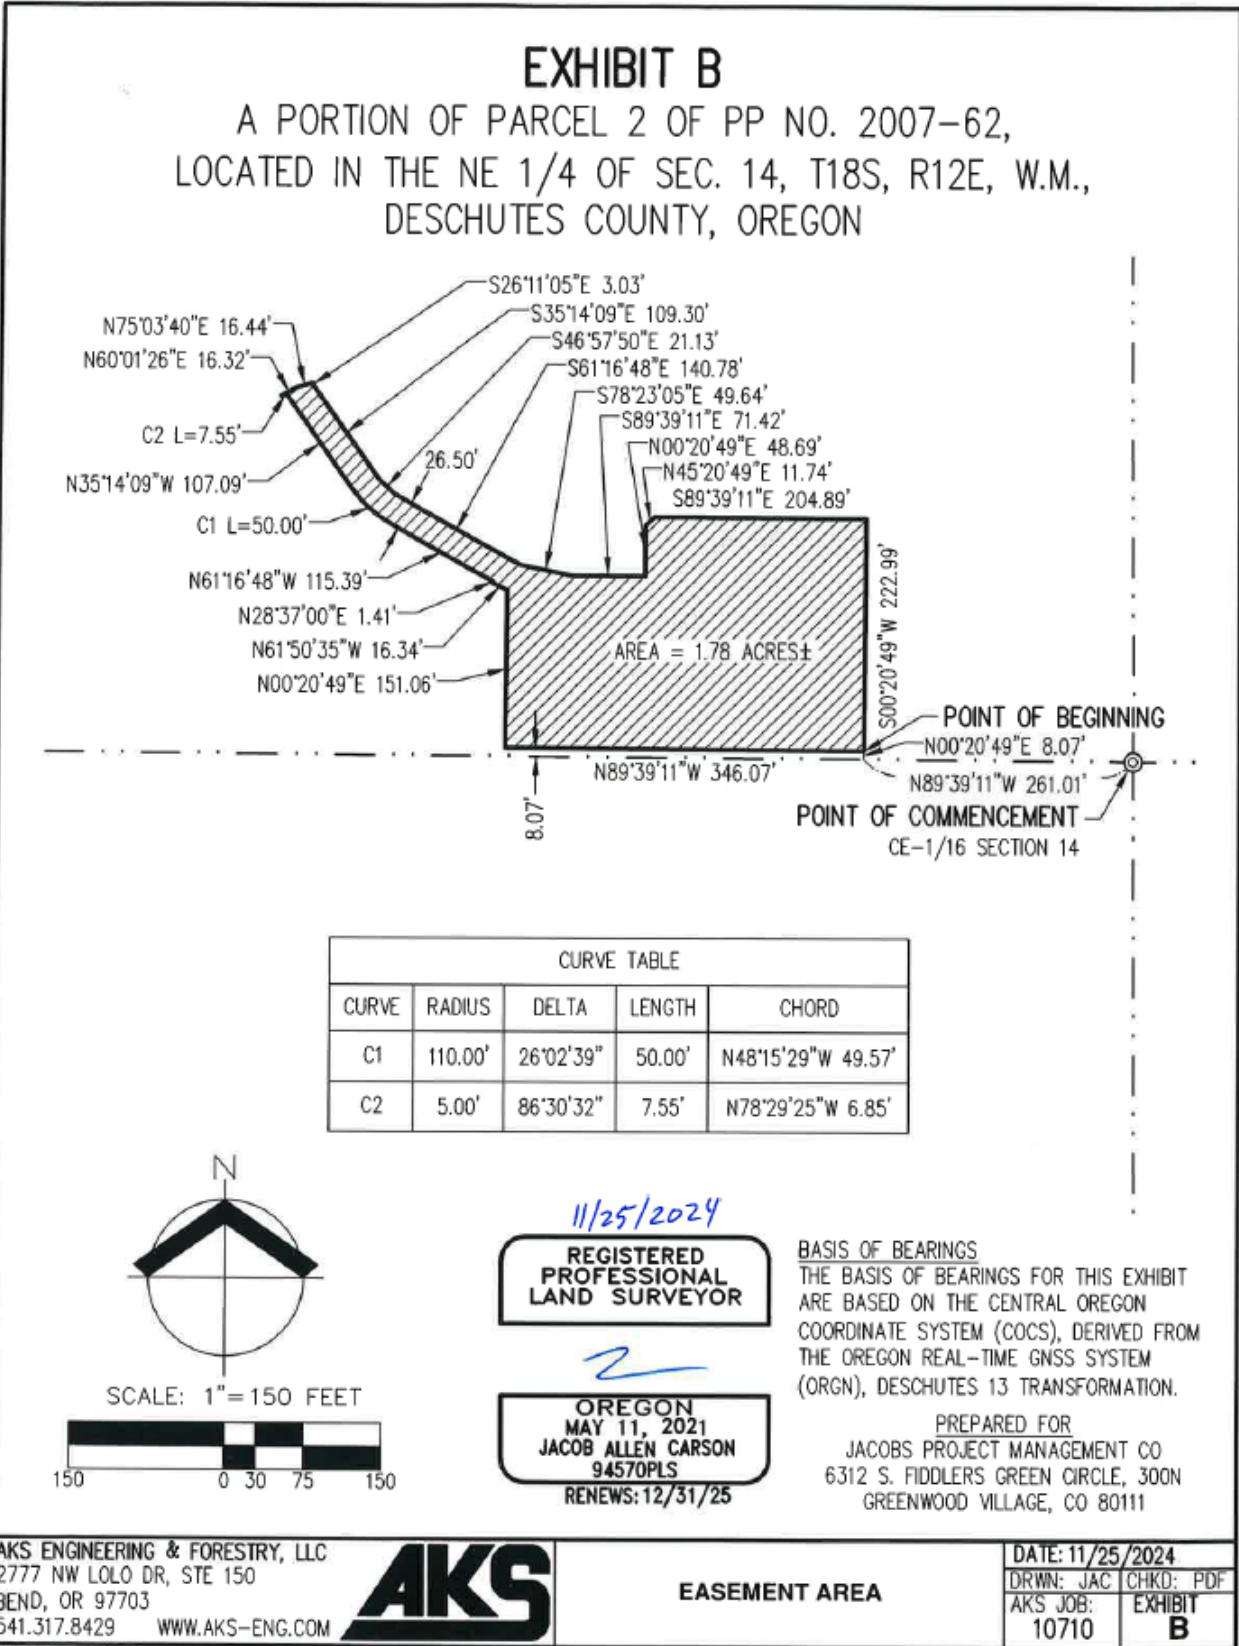 EXHIBIT B
A PORTION OF PARCEL 2 OF PP NO. 2007-62,
LOCATED IN THE NE 1/4 OF SEC. 14, T18S, R12E, W.M.,
DESCHUTES COUNTY, OREGON
S26°11'05"E 3.03'
N75°03'40"E 16.44'
S35°14'09"E 109.30'
S46°57'50"E 21.13'
N60°01'26"E 16.32'
S61°16'48"E 140.78'
S78°23'05"E 49.64'
S89°39'11"E 71.42'
C2 L=7.55'
N00°20'49"E 48.69'
26.50'
N45°20'49"E 11.74'
N35°14'09"W 107.09'
S89°39'11"E 204.89'
C1 L=50.00'
N61°16'48"W 115.39'
S00°20'49"W 222.99'
N28°37'00"E 1.41'
N61°50'35"W 16.34'
AREA = 1.78 ACRES±
N00°20'49"E 151.06'
POINT OF BEGINNING
N00°20'49"E 8.07'
N89°39'11"W 346.07'
N89°39'11"W 261.01'
8.07'
POINT OF COMMENCEMENT
CE-1/16 SECTION 14
CURVE TABLE
CURVE RADIUS DELTA LENGTH CHORD
C1 110.00' 26°02'39" 50.00' N48°15'29"W 49.57'
C2 5.00' 86°30'32" 7.55' N78°29'25"W 6.85'
N
SCALE: 1"=150 FEET
150 0 30 75 150
11/25/2024
REGISTERED
PROFESSIONAL
LAND SURVEYOR
OREGON
MAY 11, 2021
JACOB ALLEN CARSON
94570PLS
RENEWS: 12/31/25
BASIS OF BEARINGS
THE BASIS OF BEARINGS FOR THIS EXHIBIT
ARE BASED ON THE CENTRAL OREGON
COORDINATE SYSTEM (COCS), DERIVED FROM
THE OREGON REAL-TIME GNSS SYSTEM
(ORGN), DESCHUTES 13 TRANSFORMATION.
PREPARED FOR
JACOBS PROJECT MANAGEMENT CO
6312 S. FIDDLERS GREEN CIRCLE, 300N
GREENWOOD VILLAGE, CO 80111
AKS ENGINEERING & FORESTRY, LLC
2777 NW LOLO DR, STE 150
BEND, OR 97703
541.317.8429 WWW.AKS-ENG.COM
AKS
EASEMENT AREA
DATE: 11/25/2024
DRWN: JAC CHKD: PDF
AKS JOB:
10710
EXHIBIT
B